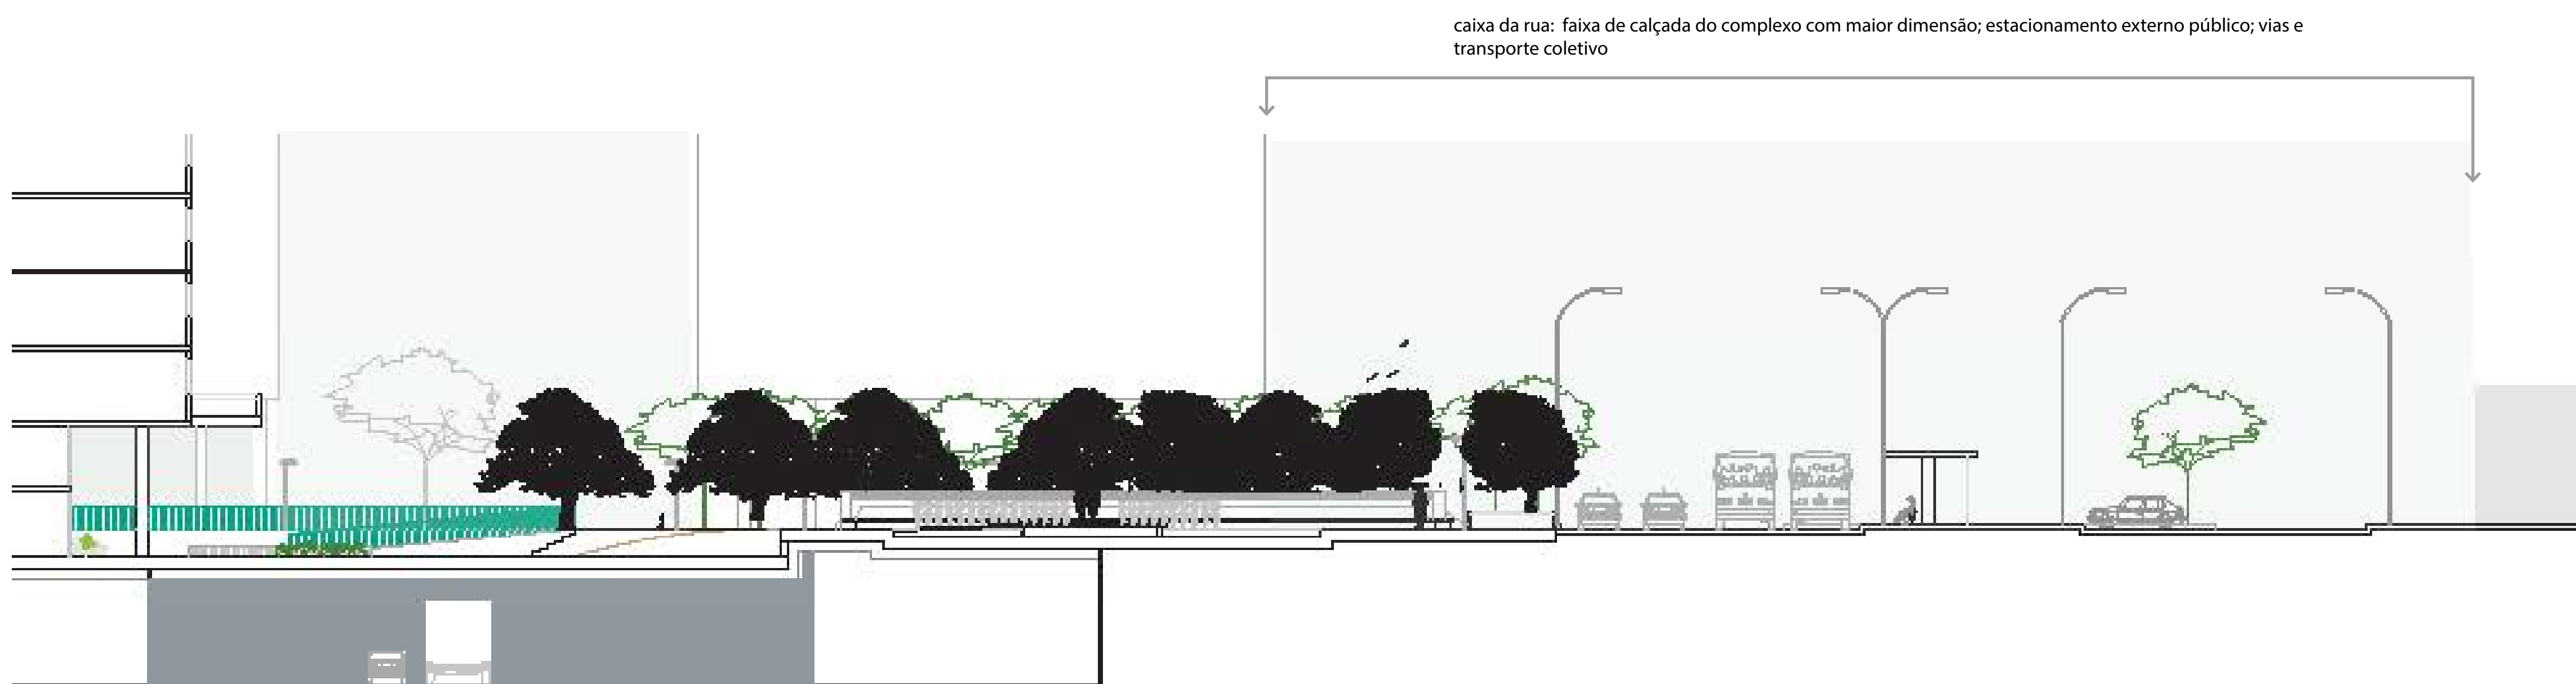 caixa da rua: faixa de calçada do complexo com maior dimensão; estacionamento externo público; vias e
transporte coletivo